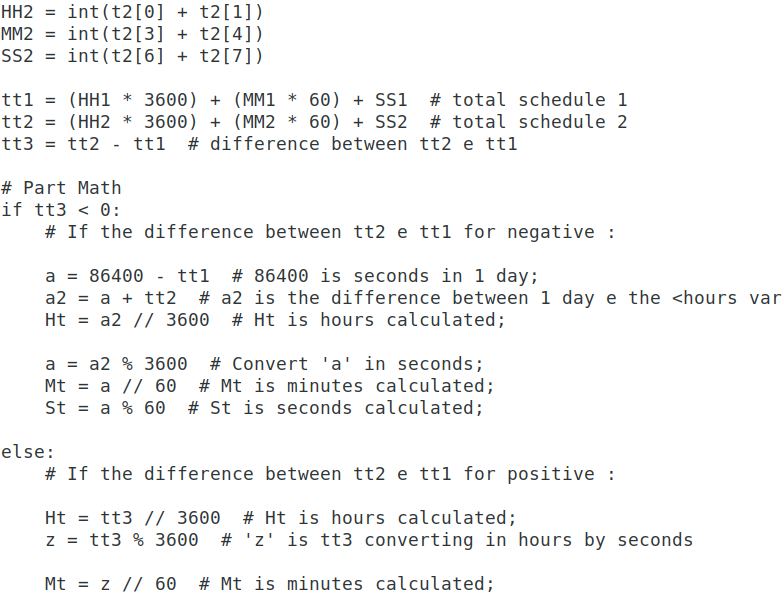 HH2 = int(t2[0] + t2[1])
MM2 = int(t2[3] + t2[4])
SS2 = int(t2[6] + t2[7])

tt1 = (HH1 * 3600) + (MM1 * 60) + SS1  # total schedule 1
tt2 = (HH2 * 3600) + (MM2 * 60) + SS2  # total schedule 2
tt3 = tt2 - tt1  # difference between tt2 e tt1

# Part Math
if tt3 < 0:
    # If the difference between tt2 e tt1 for negative :

    a = 86400 - tt1  # 86400 is seconds in 1 day;
    a2 = a + tt2  # a2 is the difference between 1 day e the <hours var
    Ht = a2 // 3600  # Ht is hours calculated;

    a = a2 % 3600  # Convert 'a' in seconds;
    Mt = a // 60  # Mt is minutes calculated;
    St = a % 60  # St is seconds calculated;

else:
    # If the difference between tt2 e tt1 for positive :

    Ht = tt3 // 3600  # Ht is hours calculated;
    z = tt3 % 3600  # 'z' is tt3 converting in hours by seconds

    Mt = z // 60  # Mt is minutes calculated;